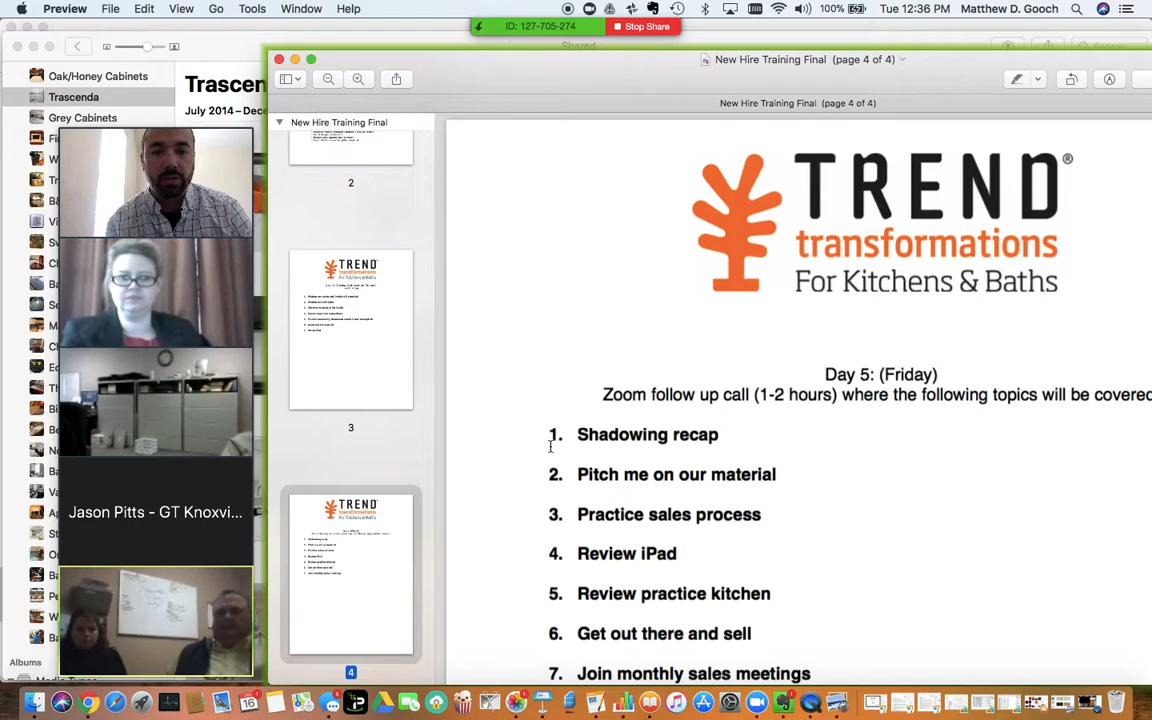 Preview File Edit View Go Tools Window Help
100% Tue 12:36 PM Matthew D. Gooch
ID: 127-705-274 Stop Share
Shared
New Hire Training Final (page 4 of 4)
Oak/Honey Cabinets
Trascenda
Grey Cabinets
Trascen
July 2014 – Dece
New Hire Training Final (page 4 of 4)
New Hire Training Final
2
3
4
Jason Pitts - GT Knoxvi...
TREND®
transformations
For Kitchens & Baths
Day 5: (Friday)
Zoom follow up call (1-2 hours) where the following topics will be covered
1. Shadowing recap
2. Pitch me on our material
3. Practice sales process
4. Review iPad
5. Review practice kitchen
6. Get out there and sell
7. Join monthly sales meetings
Albums